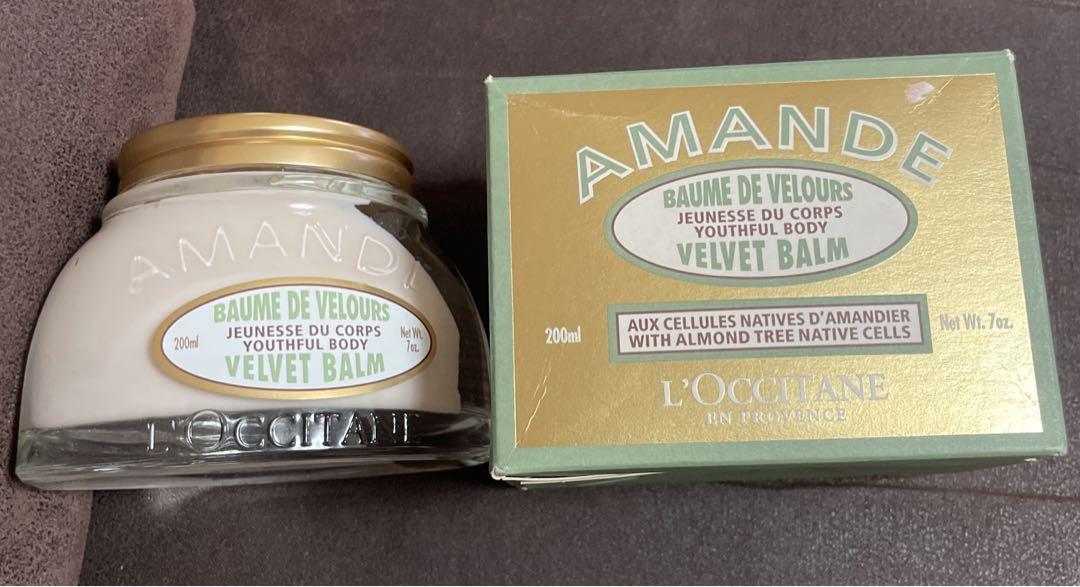 AMANDE
BAUME DE VELOURS
JEUNESSE DU CORPS
YOUTHFUL BODY
VELVET BALM
200ml
Net Wt.
7oz.
L'OCCITANE
AMANDE
BAUME DE VELOURS
JEUNESSE DU CORPS
YOUTHFUL BODY
VELVET BALM
200ml
AUX CELLULES NATIVES D'AMANDIER
WITH ALMOND TREE NATIVE CELLS
Net Wt. 7oz.
L'OCCITANE
EN PROVENCE